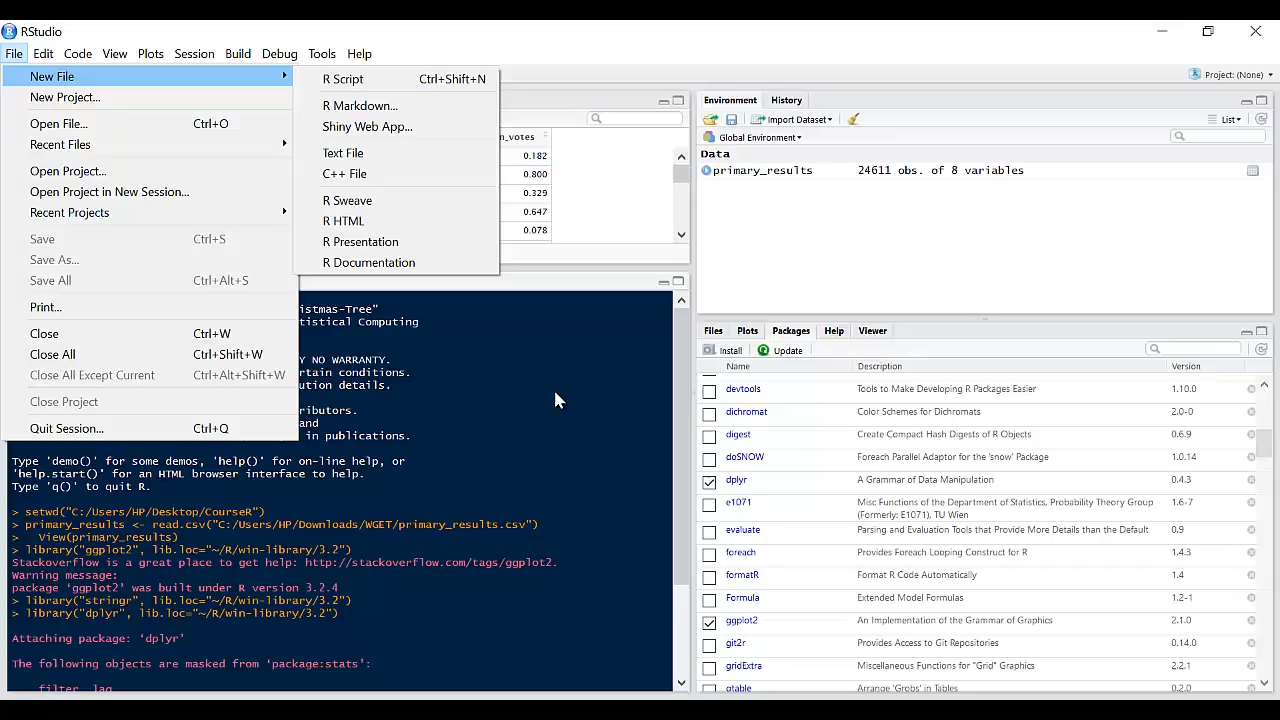 RStudio
File Edit Code View Plots Session Build Debug Tools Help
Project: (None)
New File
New Project...
Open File... Ctrl+O
Recent Files
Open Project...
Open Project in New Session...
Recent Projects
Save Ctrl+S
Save As...
Save All Ctrl+Alt+S
Print...
Close Ctrl+W
Close All Ctrl+Shift+W
Close All Except Current Ctrl+Alt+Shift+W
Close Project
Quit Session... Ctrl+Q
R Script Ctrl+Shift+N
R Markdown...
Shiny Web App...
Text File
C++ File
R Sweave
R HTML
R Presentation
R Documentation
n_votes
0.182
0.800
0.329
0.647
0.078
istmas-Tree"
tistical Computing
Y NO WARRANTY.
rtain conditions.
ution details.
ributors.
and
in publications.
Type 'demo()' for some demos, 'help()' for on-line help, or
'help.start()' for an HTML browser interface to help.
Type 'q()' to quit R.
> setwd("C:/Users/HP/Desktop/CourseR")
> primary_results <- read.csv("C:/Users/HP/Downloads/WGET/primary_results.csv")
> View(primary_results)
> library("ggplot2", lib.loc="~/R/win-library/3.2")
Stackoverflow is a great place to get help: http://stackoverflow.com/tags/ggplot2.
Warning message:
package ‘ggplot2’ was built under R version 3.2.4
> library("stringr", lib.loc="~/R/win-library/3.2")
> library("dplyr", lib.loc="~/R/win-library/3.2")
Attaching package: ‘dplyr’
The following objects are masked from ‘package:stats’:
filter, lag
Environment History
Import Dataset List
Global Environment
Data
primary_results 24611 obs. of 8 variables
Files Plots Packages Help Viewer
Install Update
Name Description Version
devtools Tools to Make Developing R Packages Easier 1.10.0
dichromat Color Schemes for Dichromats 2.0-0
digest Create Compact Hash Digests of R Objects 0.6.9
doSNOW Foreach Parallel Adaptor for the 'snow' Package 1.0.14
dplyr A Grammar of Data Manipulation 0.4.3
e1071 Misc Functions of the Department of Statistics, Probability Theory Group 1.6-7
(Formerly: E1071), TU Wien
evaluate Parsing and Evaluation Tools that Provide More Details than the Default 0.9
foreach Provides Foreach Looping Construct for R 1.4.3
formatR Format R Code Automatically 1.4
Formula Extended Model Formulas 1.2-1
ggplot2 An Implementation of the Grammar of Graphics 2.1.0
git2r Provides Access to Git Repositories 0.14.0
gridExtra Miscellaneous Functions for "Grid" Graphics 2.2.1
gtable Arrange 'Grobs' in Tables 0.2.0